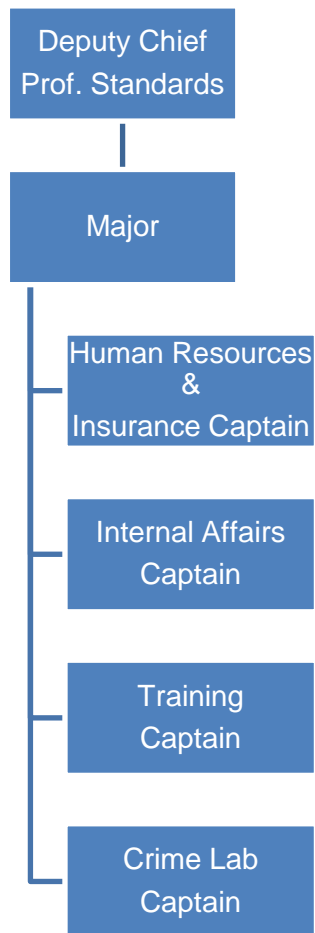 Deputy Chief
Prof. Standards
Major
Human Resources
&
Insurance Captain
Internal Affairs
Captain
Training
Captain
Crime Lab
Captain